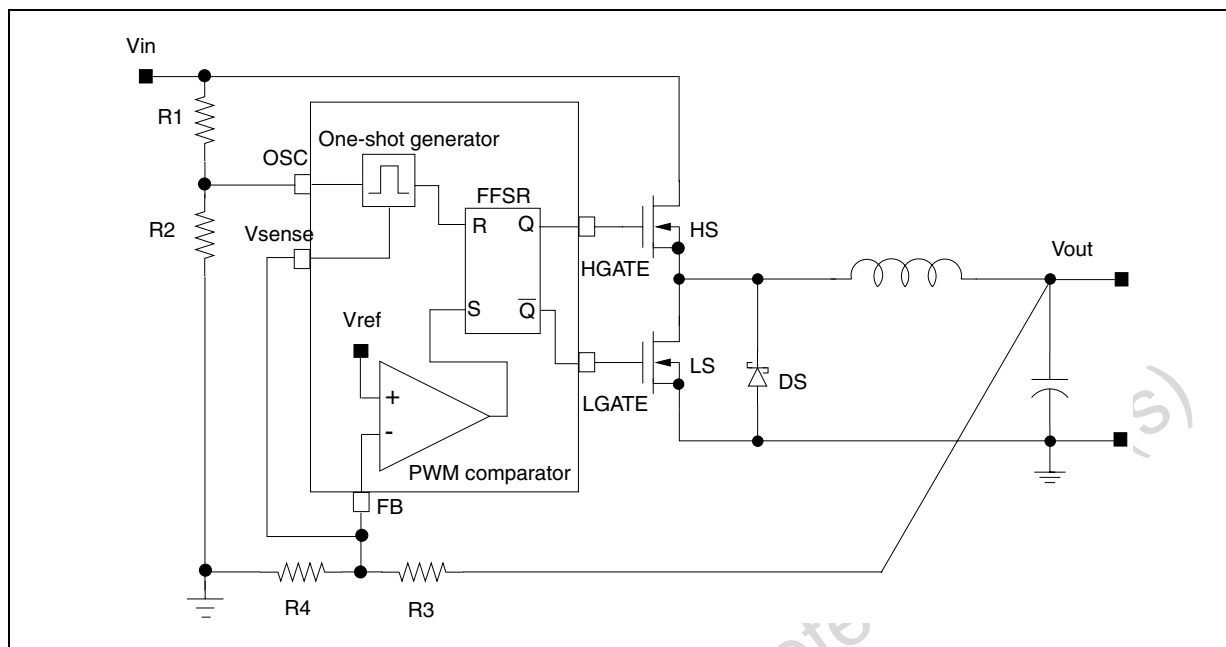 Vin
R1
One-shot generator
OSC
FFSR
R2
R
Q
HS
Vsense
Vout
HGATE
S
Q
Vref
LS
DS
+
LGATE
-
PWM comparator
FB
R4
R3